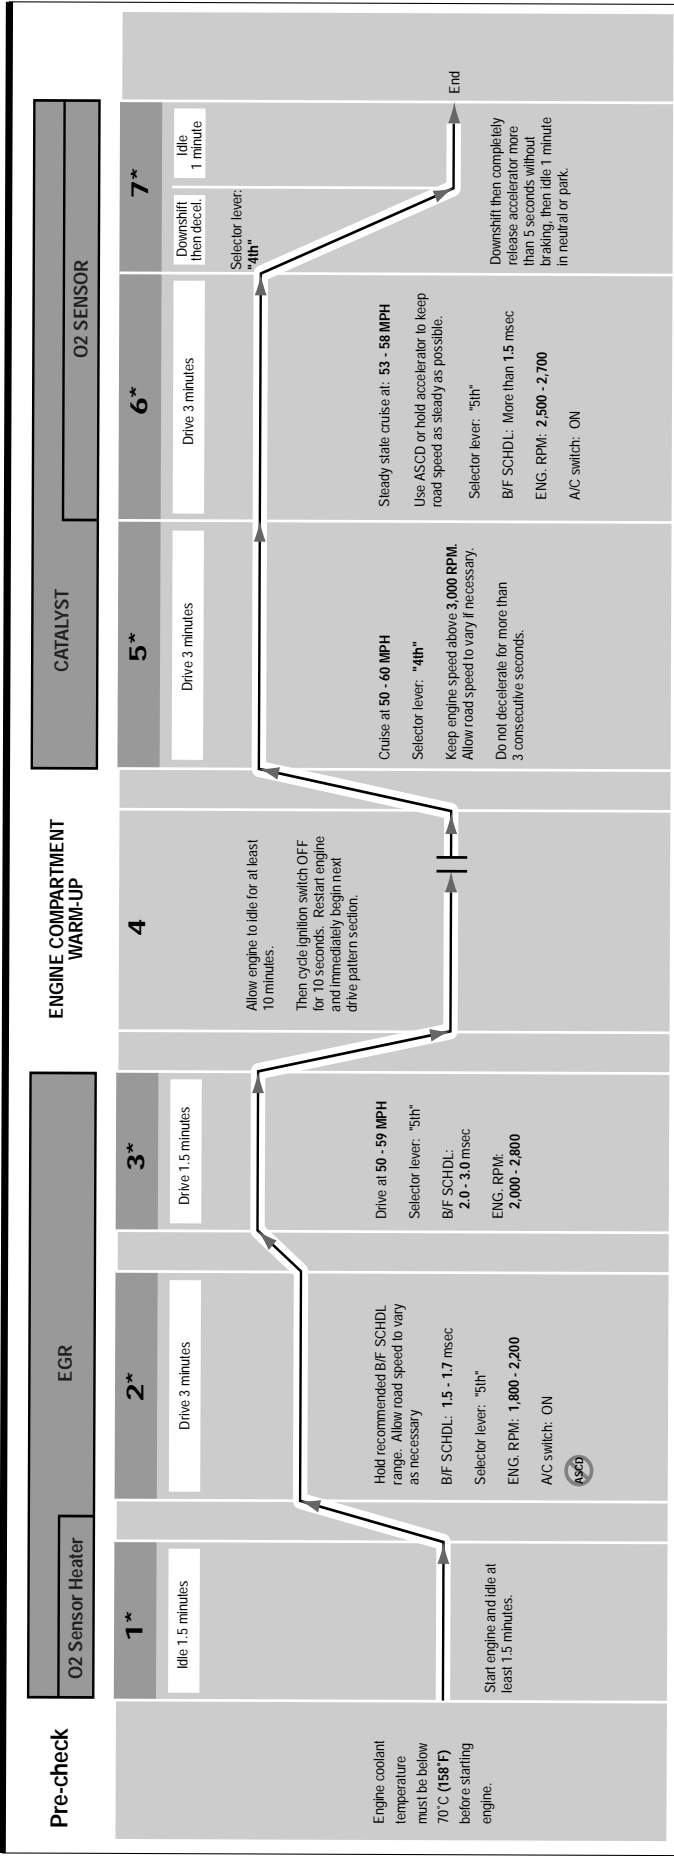 Pre-check
Engine coolant
temperature
must be below
70˚C (158˚F)
before starting
engine.
EGR
O2 Sensor Heater
1*
Idle 1.5 minutes
Start engine and idle at
least 1.5 minutes.
2*
Drive 3 minutes
Hold recommended B/F SCHDL
range. Allow road speed to vary
as necessary
B/F SCHDL: 1.5 - 1.7 msec
Selector lever: "5th"
ENG. RPM: 1,800 - 2,200
A/C switch: ON
ASCD
3*
Drive 1.5 minutes
Drive at 50 - 59 MPH
Selector lever: "5th"
B/F SCHDL:
2.0 - 3.0 msec
ENG. RPM:
2,000 - 2,800
ENGINE COMPARTMENT
WARM-UP
4
Allow engine to idle for at least
10 minutes.
Then cycle ignition switch OFF
for 10 seconds. Restart engine
and immediately begin next
drive pattern section.
CATALYST
O2 SENSOR
5*
Drive 3 minutes
Cruise at 50 - 60 MPH
Selector lever: "4th"
Keep engine speed above 3,000 RPM.
Allow road speed to vary if necessary.
Do not decelerate for more than
3 consecutive seconds.
6*
Drive 3 minutes
Steady state cruise at: 53 - 58 MPH
Use ASCD or hold accelerator to keep
road speed as steady as possible.
Selector lever: "5th"
B/F SCHDL: More than 1.5 msec
ENG. RPM: 2,500 - 2,700
A/C switch: ON
7*
Downshift
then decel.
Idle
1 minute
Selector lever:
"4th"
End
Downshift then completely
release accelerator more
than 5 seconds without
braking, then idle 1 minute
in neutral or park.